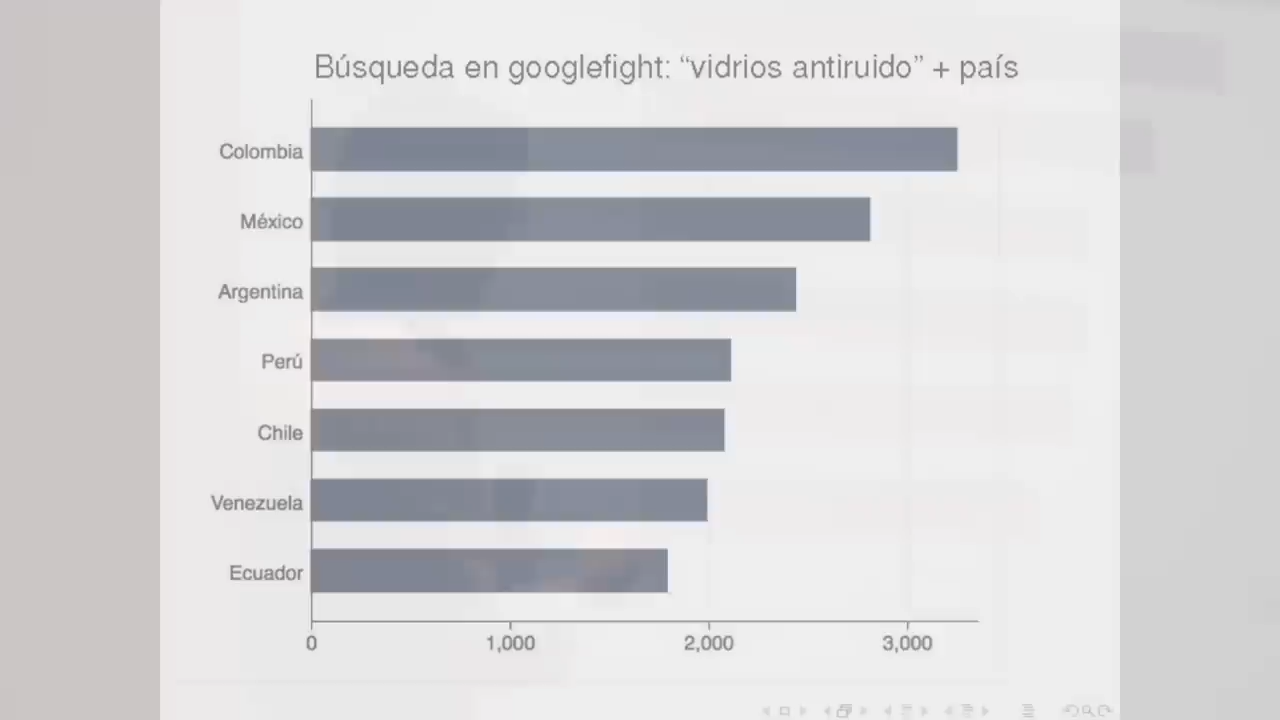 Búsqueda en googlefight: “vidrios antiruido” + país
Colombia
México
Argentina
Perú
Chile
Venezuela
Ecuador
0 1,000 2,000 3,000